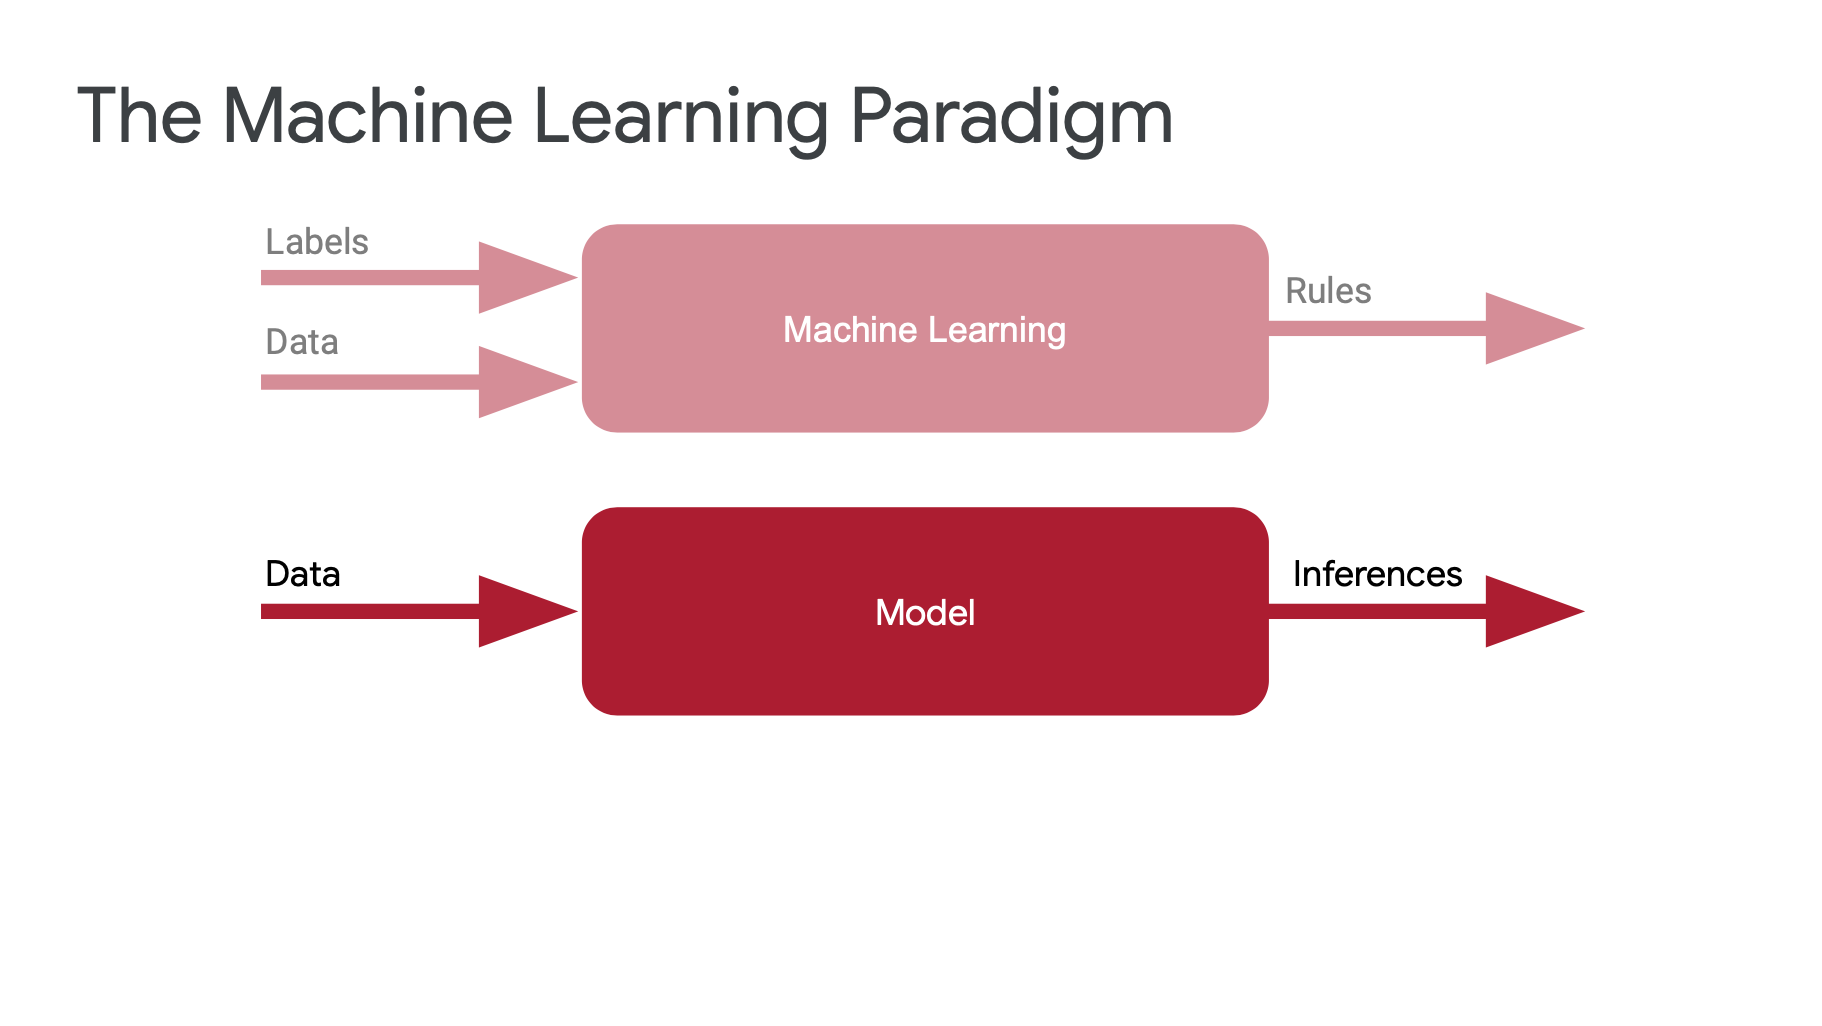 The Machine Learning Paradigm
Labels
Data
Machine Learning
Rules
Data
Model
Inferences